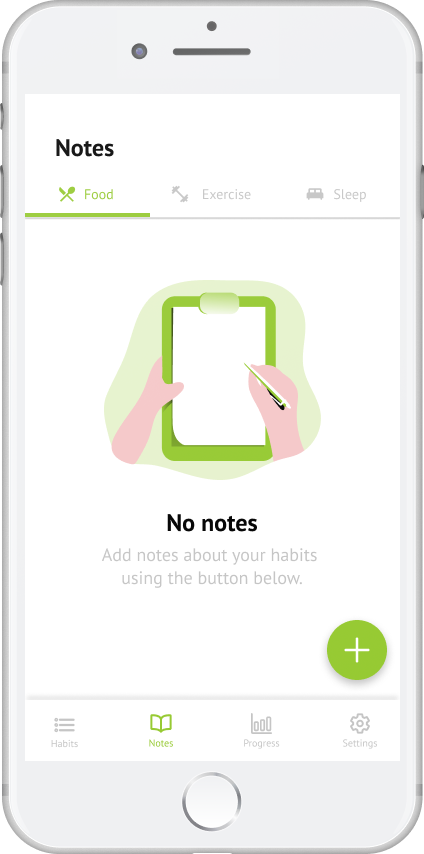 Notes
Food Exercise Sleep
No notes
Add notes about your habits
using the button below.
Habits Notes Progress Settings